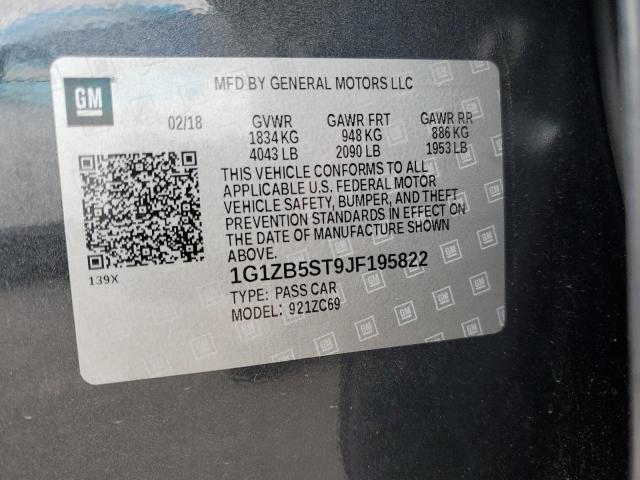 GM
MFD BY GENERAL MOTORS LLC
02/18 GVWR GAWR FRT GAWR RR
1834 KG 948 KG 886 KG
4043 LB 2090 LB 1953 LB
THIS VEHICLE CONFORMS TO ALL
APPLICABLE U.S. FEDERAL MOTOR
VEHICLE SAFETY, BUMPER, AND THEFT
PREVENTION STANDARDS IN EFFECT ON
THE DATE OF MANUFACTURE SHOWN
ABOVE.
139X
1G1ZB5ST9JF195822
TYPE: PASS CAR
MODEL: 921ZC69